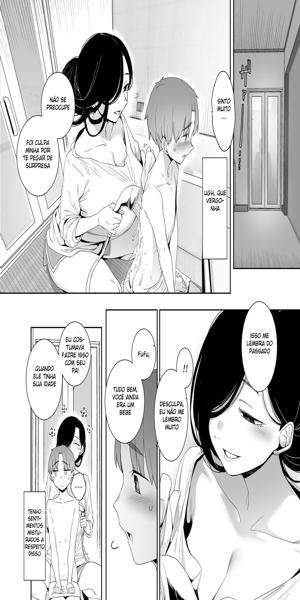 SINTO
MUITO
...
NÃO SE
PREOCUPE
FOI CULPA
MINHA POR
TE PEGAR DE
SURPRESA
UGH, QUE
VERGO-
NHA
ISSO ME
LEMBRA DO
PASSADO
!!
DESCULPA,
EU NÃO ME
LEMBRO
MUITO
FUFU,
TUDO BEM,
VOCÊ AINDA
ERA UM
BEBÊ
EU COS-
TUMAVA
FAZRE ISSO
COM SEU
PAI
QUANDO
ELE TINHA
SUA IDADE
TENHO
SENTI-
MENTOS
MISTU-
RADOS A
RESPEITO
DISSO